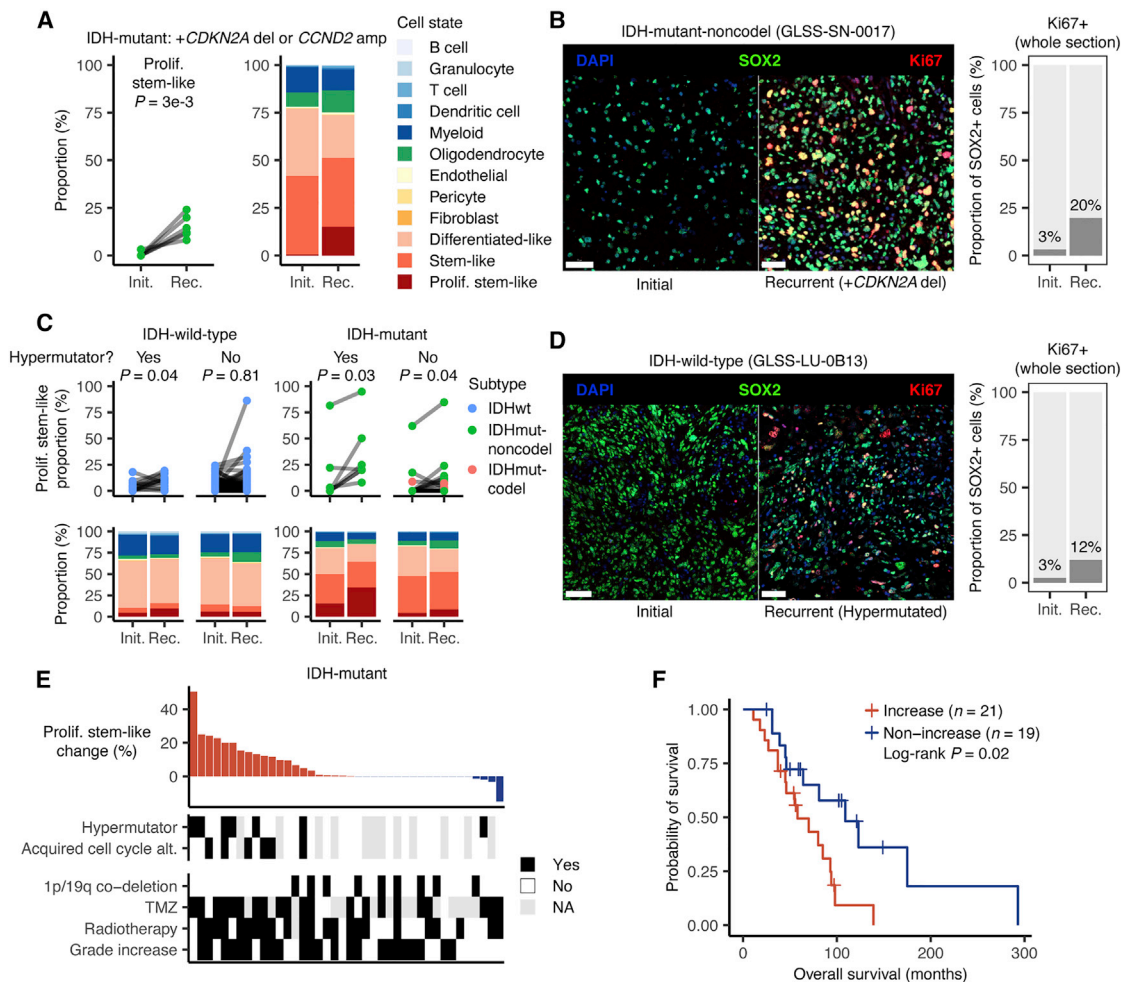 A
IDH-mutant: +CDKN2A del or CCND2 amp
Prolif.
stem-like
P = 3e-3
Proportion (%)
100
75
50
25
0
Init. Rec.
100
75
50
25
0
Init. Rec.
Cell state
B cell
Granulocyte
T cell
Dendritic cell
Myeloid
Oligodendrocyte
Endothelial
Pericyte
Fibroblast
Differentiated-like
Stem-like
Prolif. stem-like
B
IDH-mutant-noncodel (GLSS-SN-0017)
DAPI SOX2 Ki67
Initial
Recurrent (+CDKN2A del)
Ki67+
(whole section)
Proportion of SOX2+ cells (%)
100
75
50
25
0
3%
20%
Init. Rec.
C
IDH-wild-type
IDH-mutant
Hypermutator?
Yes
No
Yes
No
P = 0.04
P = 0.81
P = 0.03
P = 0.04
Prolif. stem-like
proportion (%)
100
75
50
25
0
Subtype
IDHwt
IDHmut-
noncodel
IDHmut-
codel
Proportion (%)
100
75
50
25
0
Init. Rec.
Init. Rec.
Init. Rec.
Init. Rec.
D
IDH-wild-type (GLSS-LU-0B13)
DAPI SOX2 Ki67
Initial
Recurrent (Hypermutated)
Ki67+
(whole section)
Proportion of SOX2+ cells (%)
100
75
50
25
0
3%
12%
Init. Rec.
E
IDH-mutant
Prolif. stem-like
change (%)
40
20
0
Hypermutator
Acquired cell cycle alt.
1p/19q co-deletion
TMZ
Radiotherapy
Grade increase
Yes
No
NA
F
Increase (n = 21)
Non−increase (n = 19)
Log-rank P = 0.02
Probability of survival
1.00
0.75
0.50
0.25
0.00
0 100 200 300
Overall survival (months)